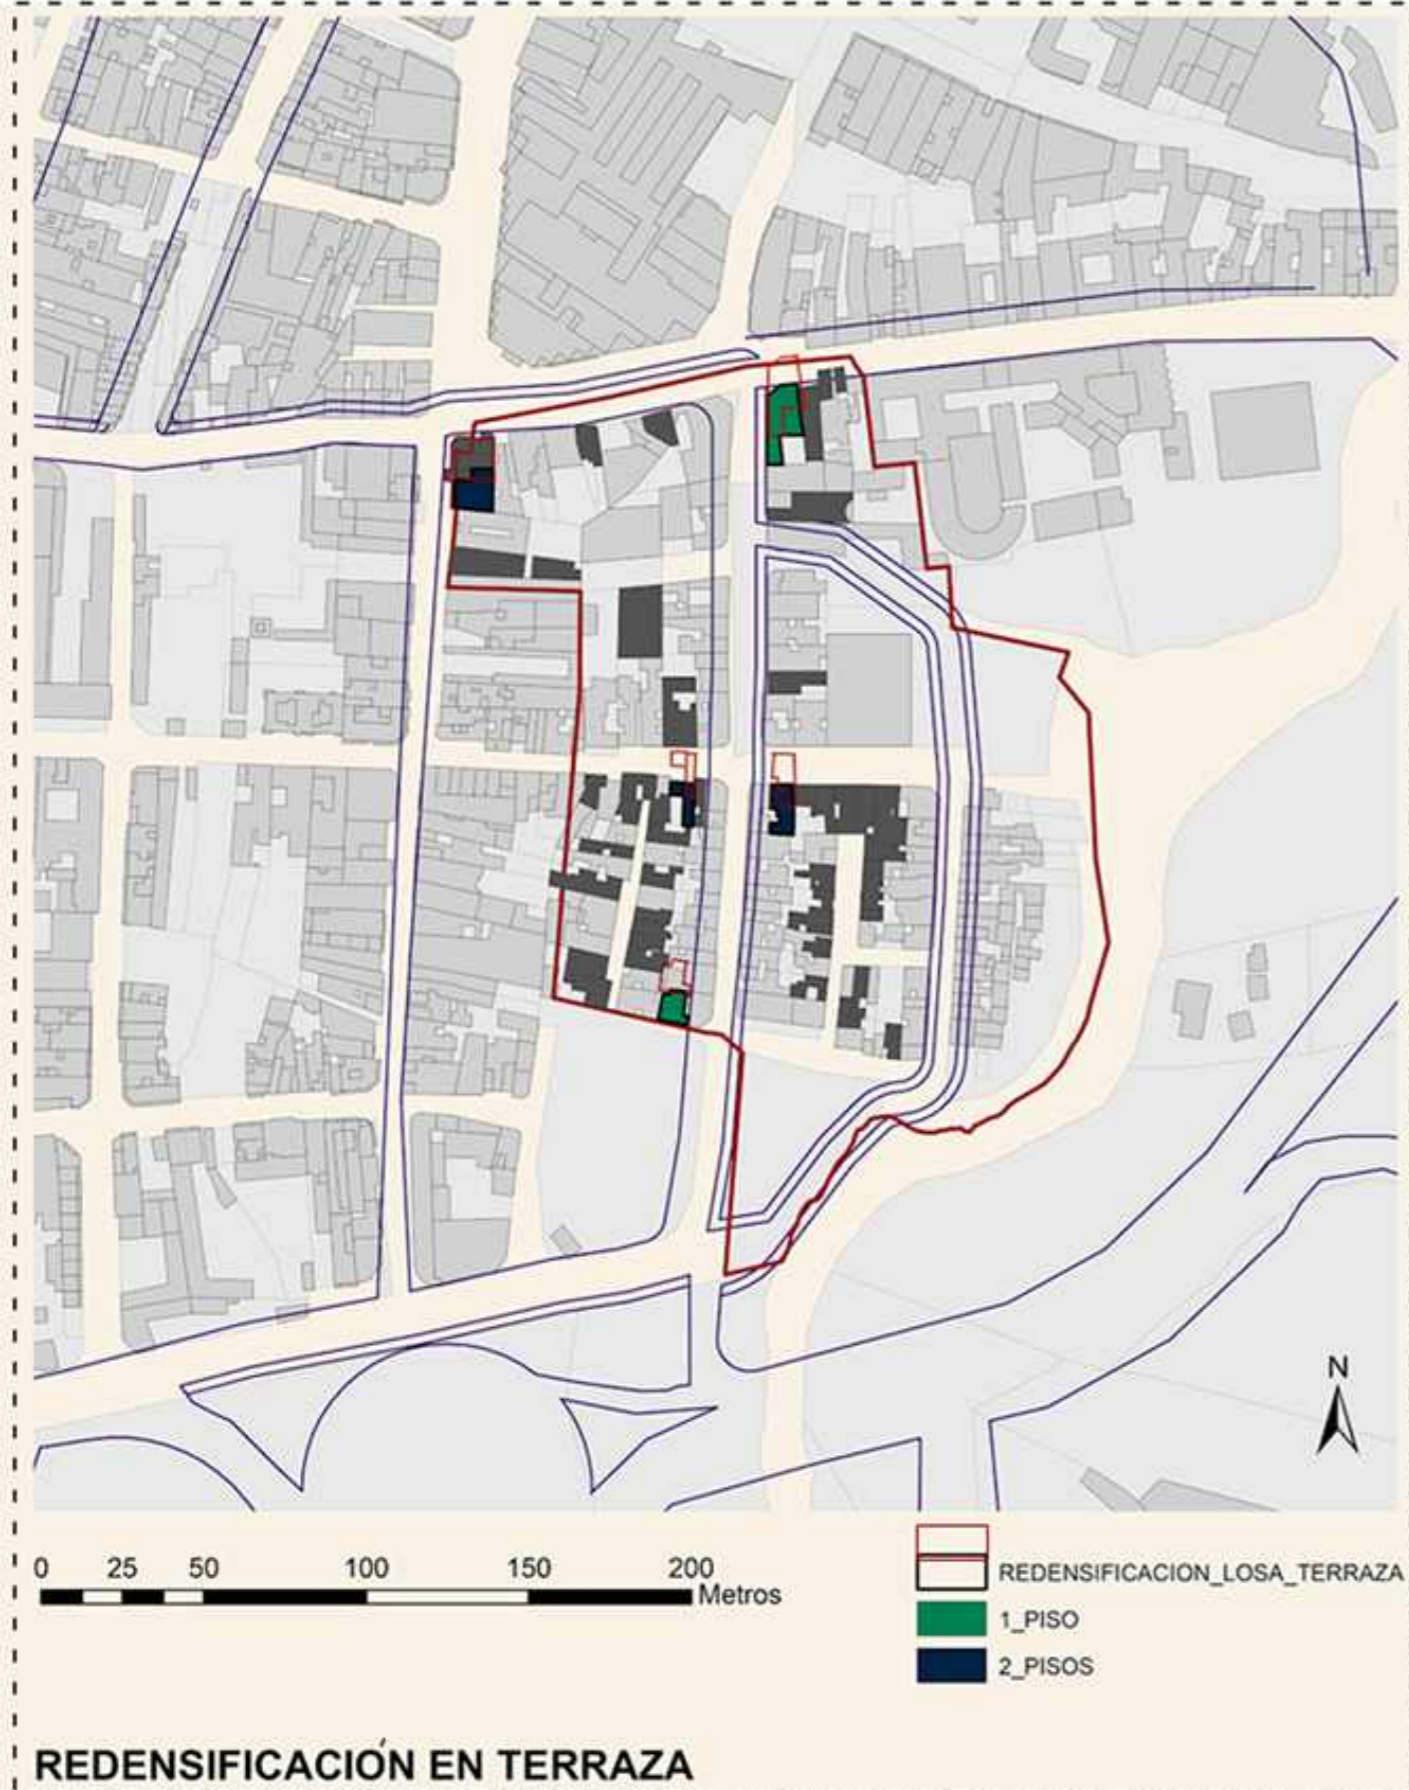 N
0 25 50 100 150 200
Metros
REDENSIFICACION_LOSA_TERRAZA
1_PISO
2_PISOS
REDENSIFICACIÓN EN TERRAZA